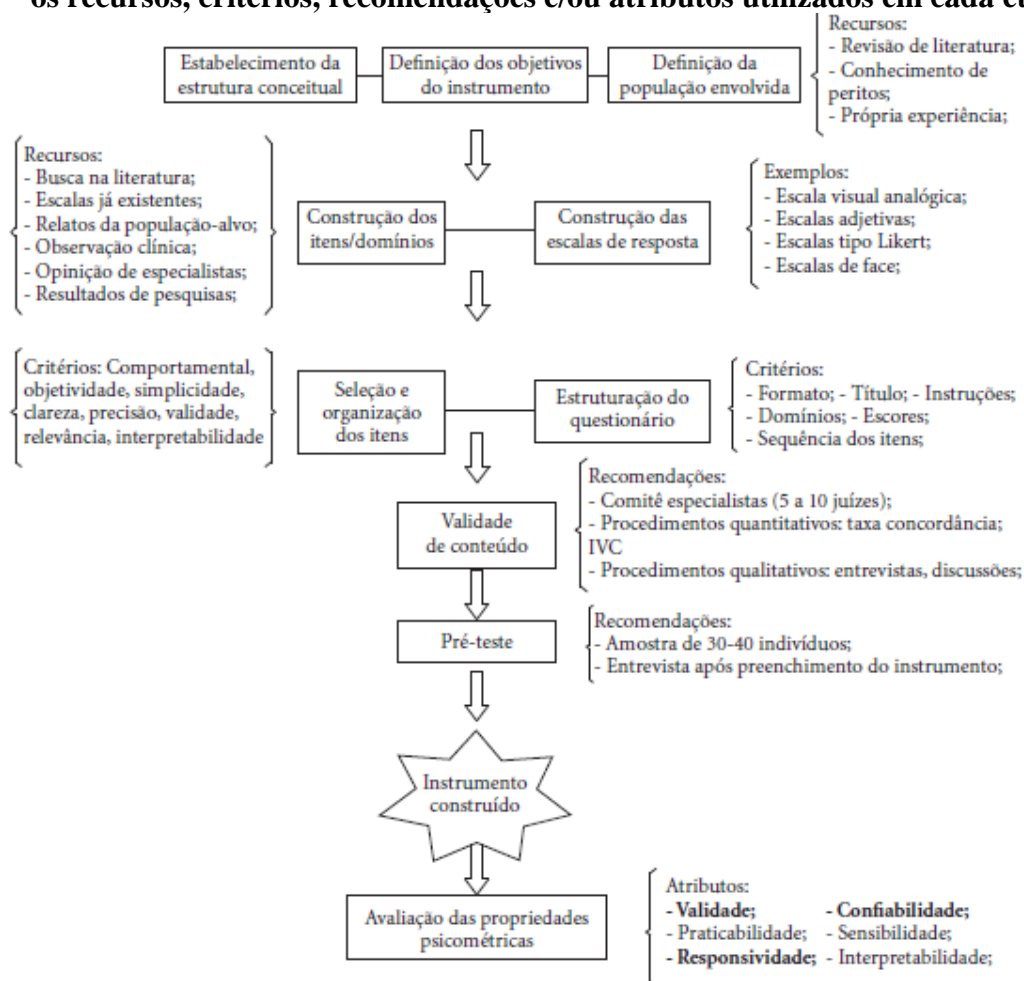 os recursos, critérios, recomendações e/ou atributos utilizados em cada
Estabelecimento da
estrutura conceitual
Definição dos objetivos
do instrumento
Definição da
população envolvida
Recursos:
- Revisão de literatura;
- Conhecimento de
peritos;
- Própria experiência;
Recursos:
- Busca na literatura;
- Escalas já existentes;
- Relatos da população-alvo;
- Observação clínica;
- Opinição de especialistas;
- Resultados de pesquisas;
Construção dos
itens/domínios
Construção das
escalas de resposta
Exemplos:
- Escala visual analógica;
- Escalas adjetivas;
- Escalas tipo Likert;
- Escalas de face;
Critérios: Comportamental,
objetividade, simplicidade,
clareza, precisão, validade,
relevância, interpretabilidade
Seleção e
organização
dos itens
Estruturação do
questionário
Critérios:
- Formato; - Título; - Instruções;
- Domínios; - Escores;
- Sequência dos itens;
Validade
de conteúdo
Recomendações:
- Comitê especialistas (5 a 10 juízes);
- Procedimentos quantitativos: taxa concordância;
IVC
- Procedimentos qualitativos: entrevistas, discussões;
Pré-teste
Recomendações:
- Amostra de 30-40 indivíduos;
- Entrevista após preenchimento do instrumento;
Instrumento
construído
Avaliação das propriedades
psicométricas
Atributos:
- Validade; - Confiabilidade;
- Praticabilidade; - Sensibilidade;
- Responsividade; - Interpretabilidade;